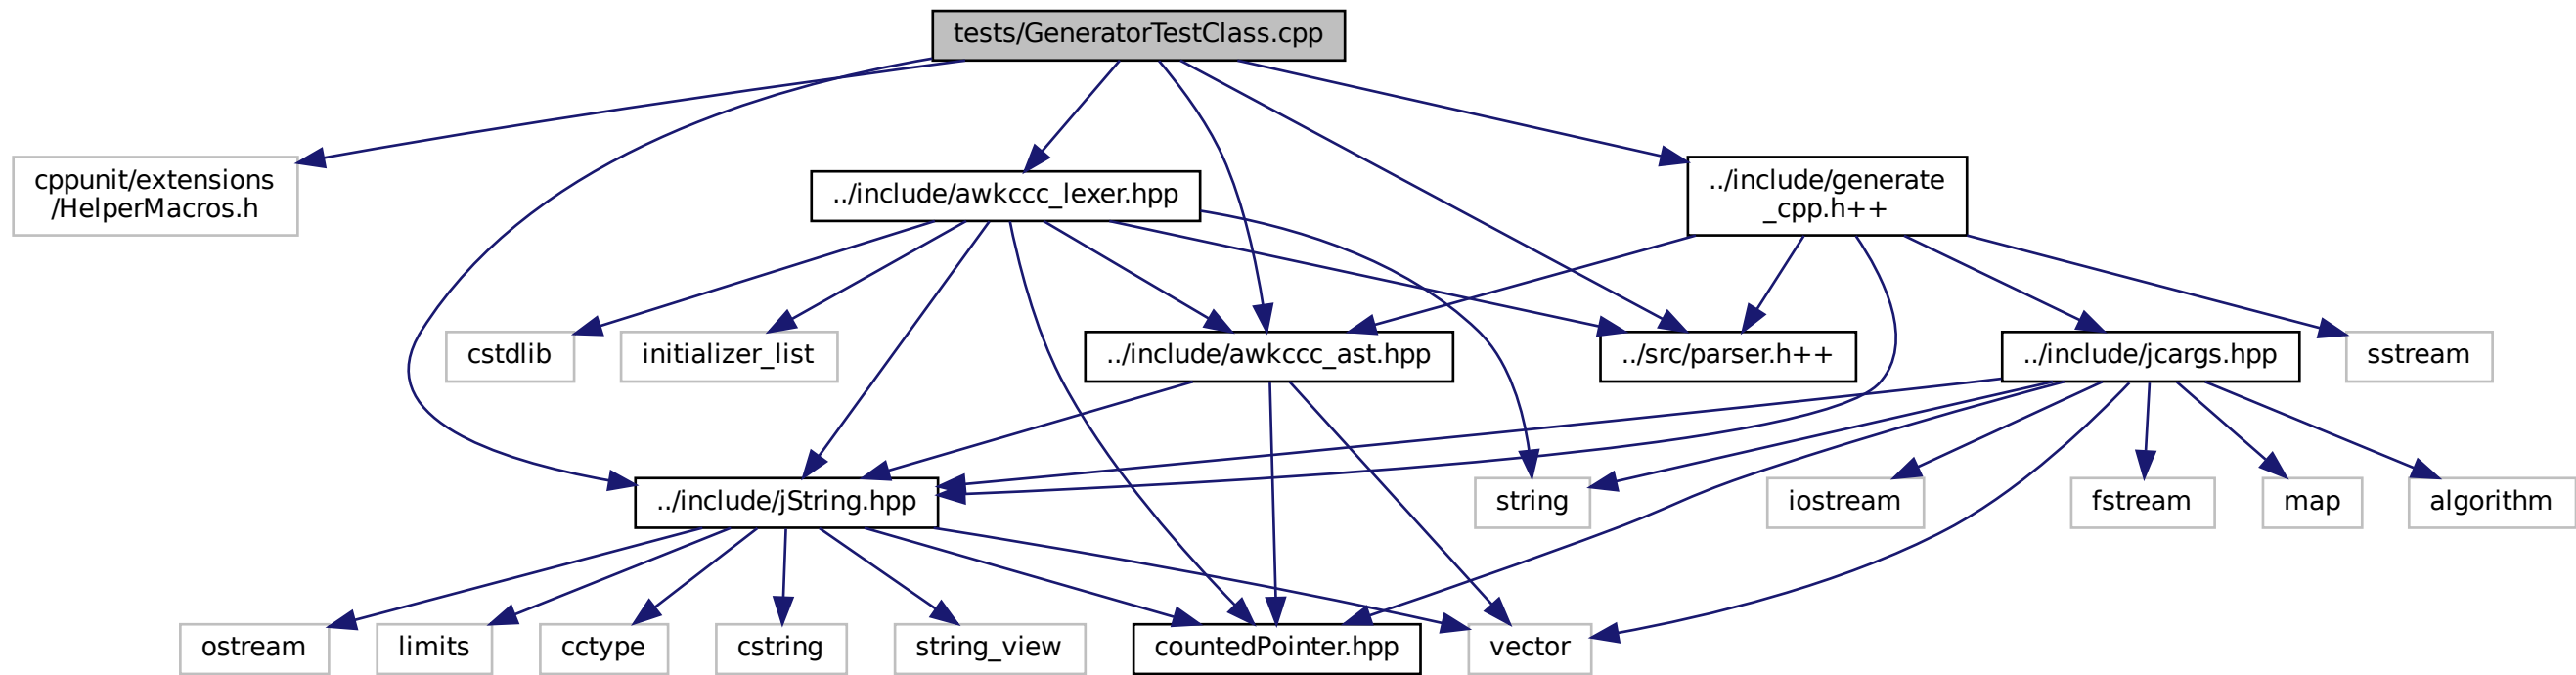 tests/GeneratorTestClass.cpp
cppunit/extensions
/HelperMacros.h
../include/awkccc_lexer.hpp
../include/generate
_cpp.h++
cstdlib
initializer_list
../include/awkccc_ast.hpp
../src/parser.h++
../include/jcargs.hpp
sstream
../include/jString.hpp
string
iostream
fstream
map
algorithm
ostream
limits
cctype
cstring
string_view
countedPointer.hpp
vector